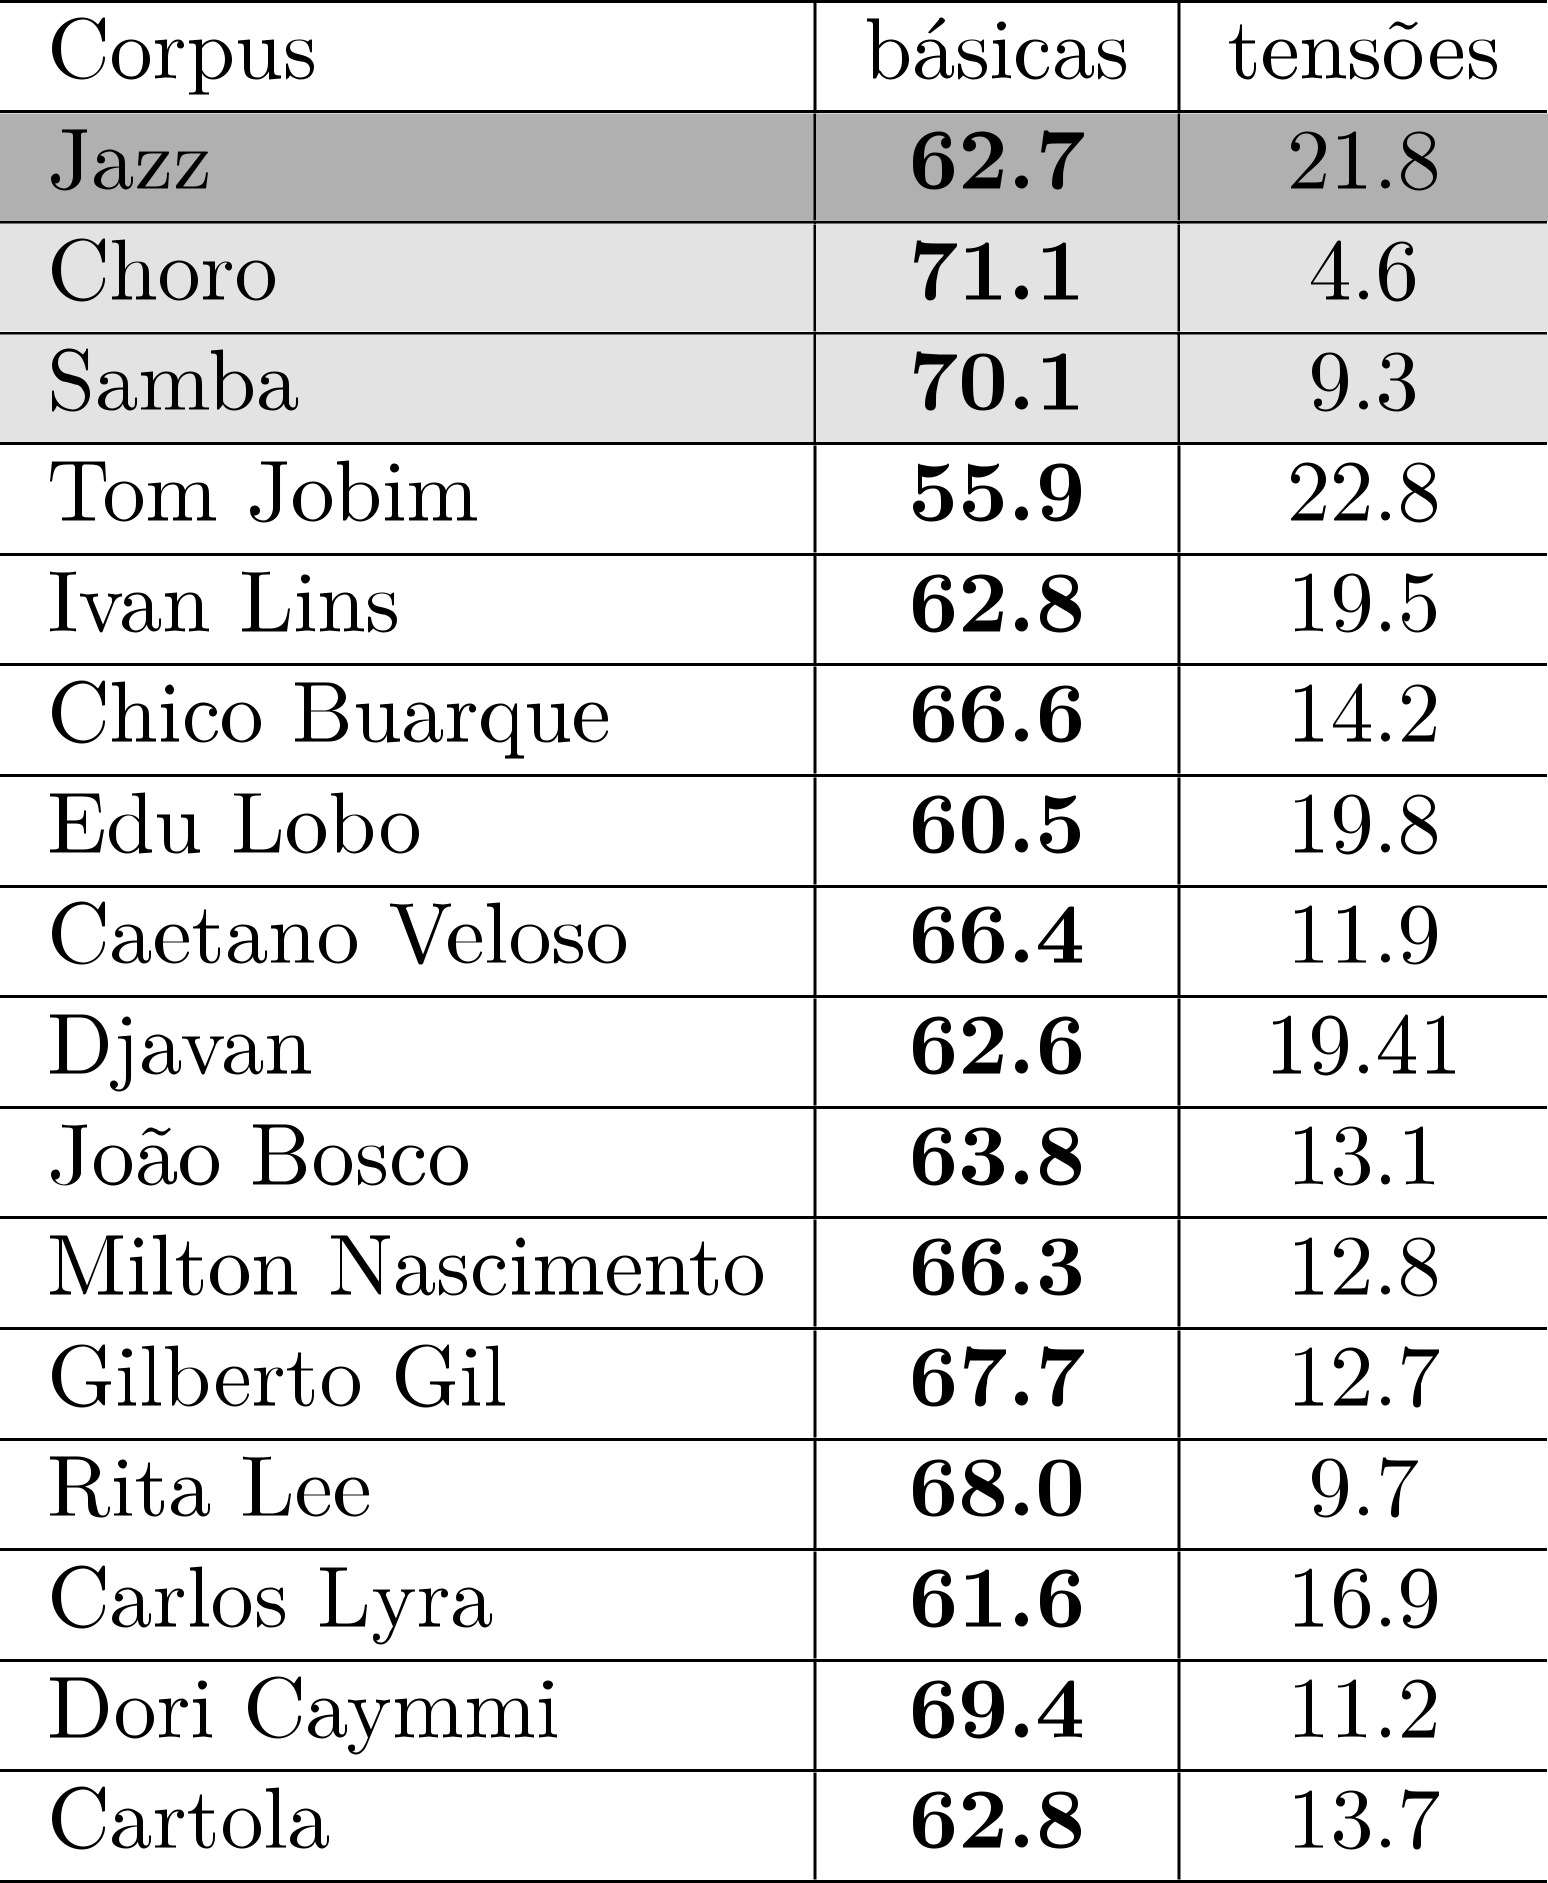 Corpus básicas tensões
Jazz 62.7 21.8
Choro 71.1 4.6
Samba 70.1 9.3
Tom Jobim 55.9 22.8
Ivan Lins 62.8 19.5
Chico Buarque 66.6 14.2
Edu Lobo 60.5 19.8
Caetano Veloso 66.4 11.9
Djavan 62.6 19.41
João Bosco 63.8 13.1
Milton Nascimento 66.3 12.8
Gilberto Gil 67.7 12.7
Rita Lee 68.0 9.7
Carlos Lyra 61.6 16.9
Dori Caymmi 69.4 11.2
Cartola 62.8 13.7